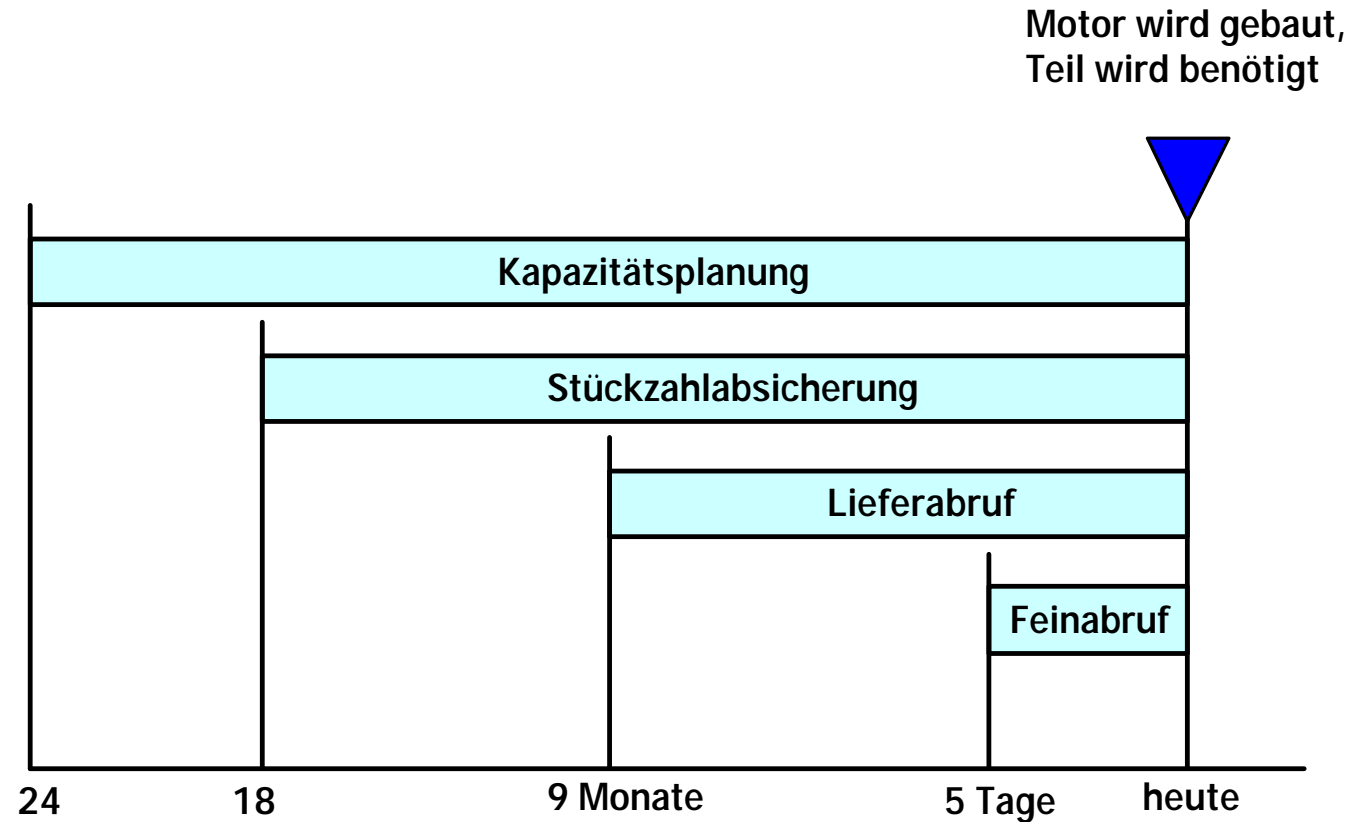 Motor wird gebaut,
Teil wird benötigt
Kapazitätsplanung
Stückzahlabsicherung
Lieferabruf
Feinabruf
24
18
9 Monate
5 Tage
heute